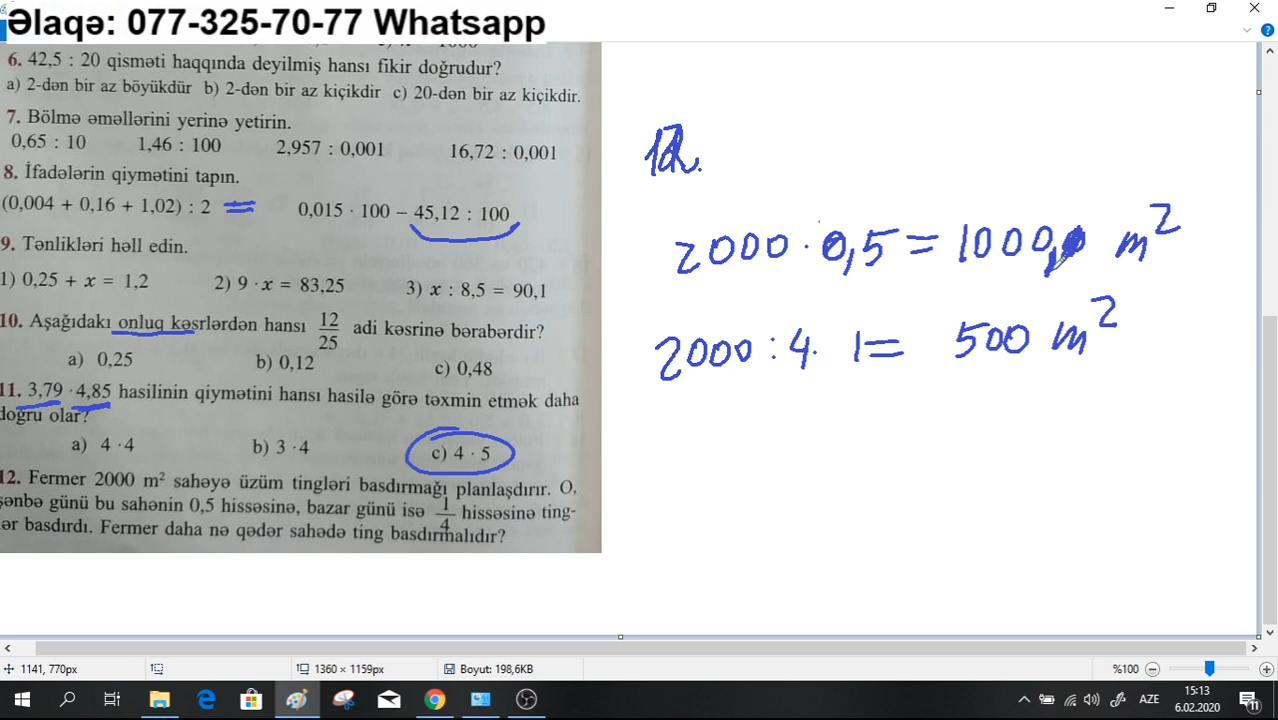 Əlaqə: 077-325-70-77 Whatsapp
6. 42,5 : 20 qisməti haqqında deyilmiş hansı fikir doğrudur?
a) 2-dən bir az böyükdür b) 2-dən bir az kiçikdir c) 20-dən bir az kiçikdir.
7. Bölmə əməllərini yerinə yetirin.
0,65 : 10 1,46 : 100 2,957 : 0,001 16,72 : 0,001
8. İfadələrin qiymətini tapın.
(0,004 + 0,16 + 1,02) : 2 = 0,015 · 100 − 45,12 : 100
9. Tənlikləri həll edin.
1) 0,25 + x = 1,2 2) 9 · x = 83,25 3) x : 8,5 = 90,1
10. Aşağıdakı onluq kəsrlərdən hansı 12/25 adi kəsrinə bərabərdir?
a) 0,25 b) 0,12 c) 0,48
11. 3,79 · 4,85 hasilinin qiymətini hansı hasilə görə təxmin etmək daha
doğru olar?
a) 4 · 4 b) 3 · 4 c) 4 · 5
12. Fermer 2000 m² sahəyə üzüm tingləri basdırmağı planlaşdırır. O,
şənbə günü bu sahənin 0,5 hissəsinə, bazar günü isə 1/4 hissəsinə ting-
lər basdırdı. Fermer daha nə qədər sahədə ting basdırmalıdır?
12.
2000 · 0,5 = 1000,0 m²
2000 : 4 · 1 = 500 m²
1141, 770px 1360 × 1159px Boyut: 198,6KB %100
AZE 15:13
6.02.2020 11